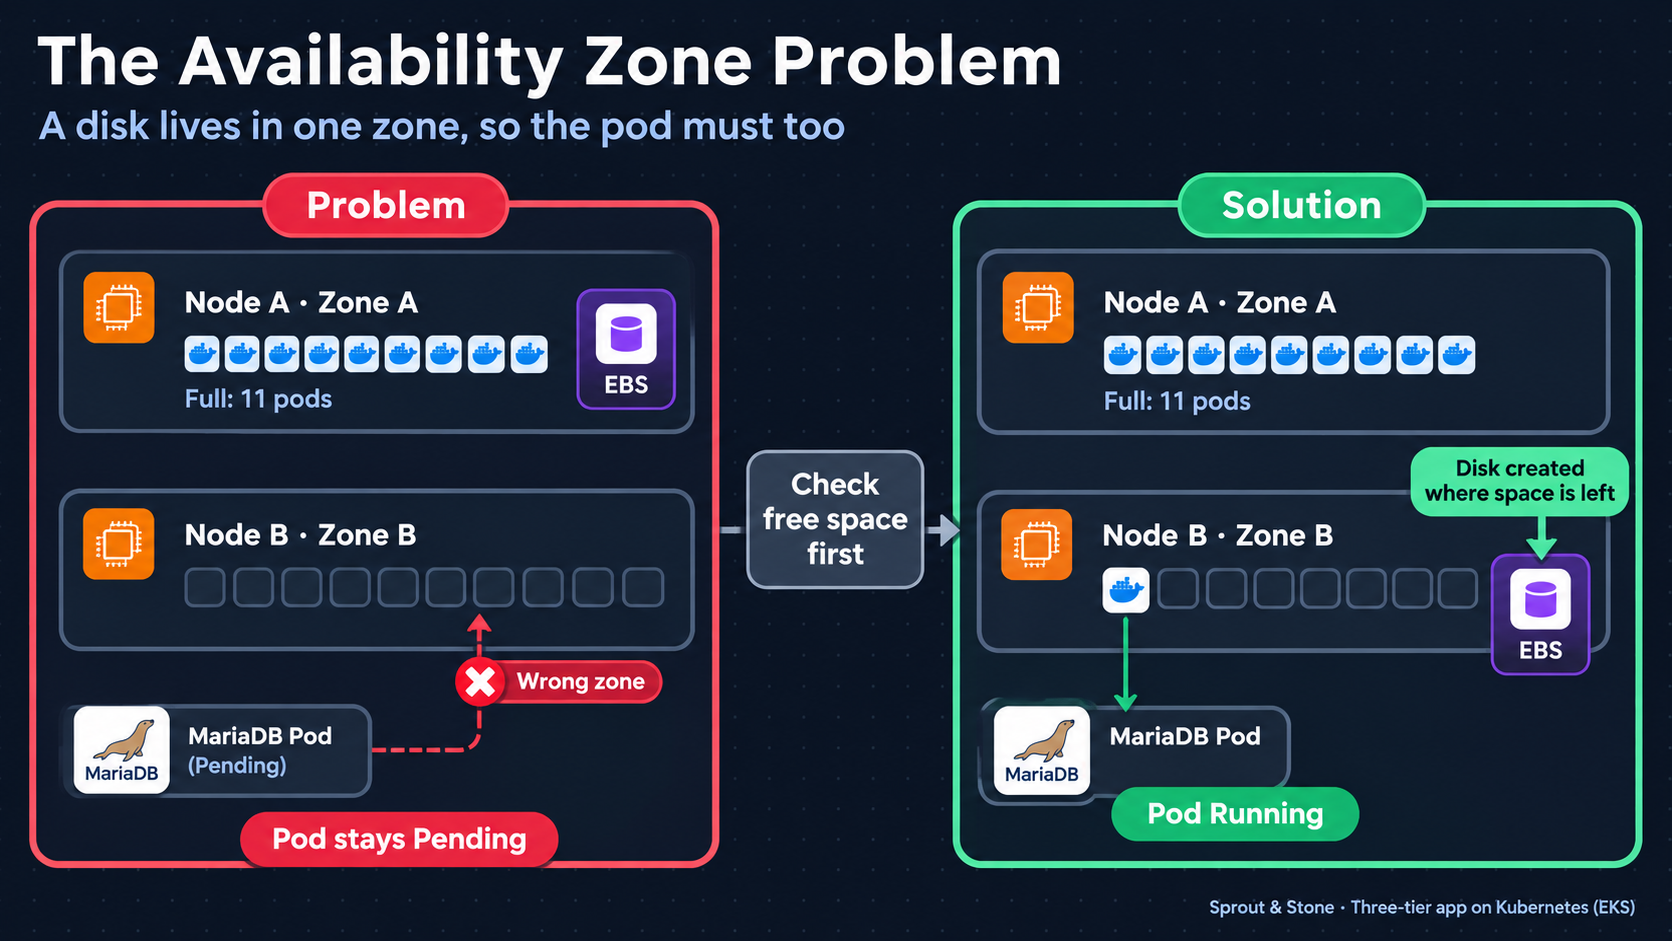 The Availability Zone Problem
A disk lives in one zone, so the pod must too
Problem
Node A · Zone A
Full: 11 pods
EBS
Node B · Zone B
Wrong zone
MariaDB
MariaDB Pod
(Pending)
Pod stays Pending
Check
free space
first
Solution
Node A · Zone A
Full: 11 pods
Disk created
where space is left
Node B · Zone B
EBS
MariaDB
MariaDB Pod
Pod Running
Sprout & Stone · Three-tier app on Kubernetes (EKS)